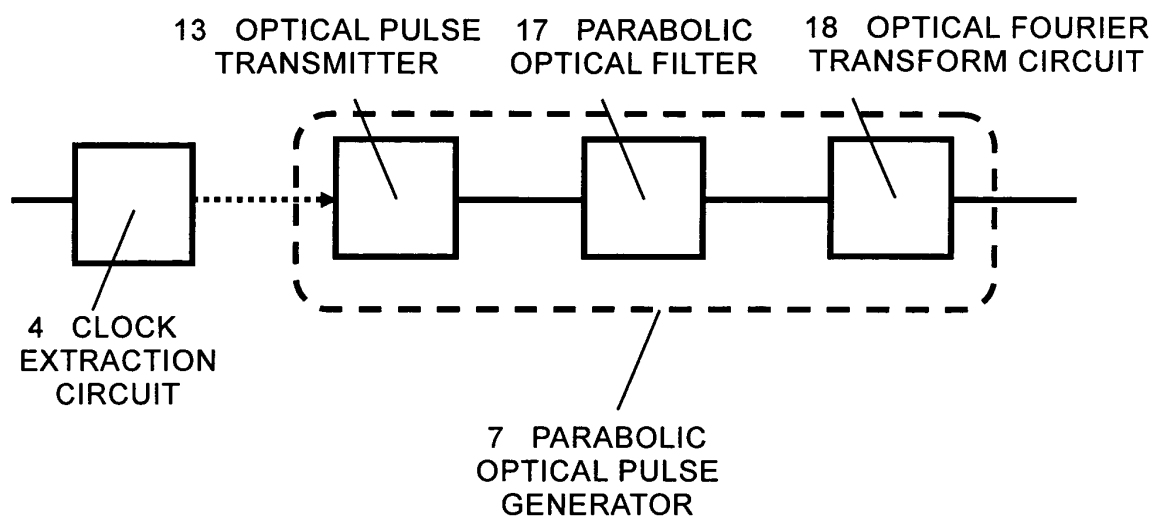 13 OPTICAL PULSE
TRANSMITTER
17 PARABOLIC
OPTICAL FILTER
18 OPTICAL FOURIER
TRANSFORM CIRCUIT
4 CLOCK
EXTRACTION
CIRCUIT
7 PARABOLIC
OPTICAL PULSE
GENERATOR